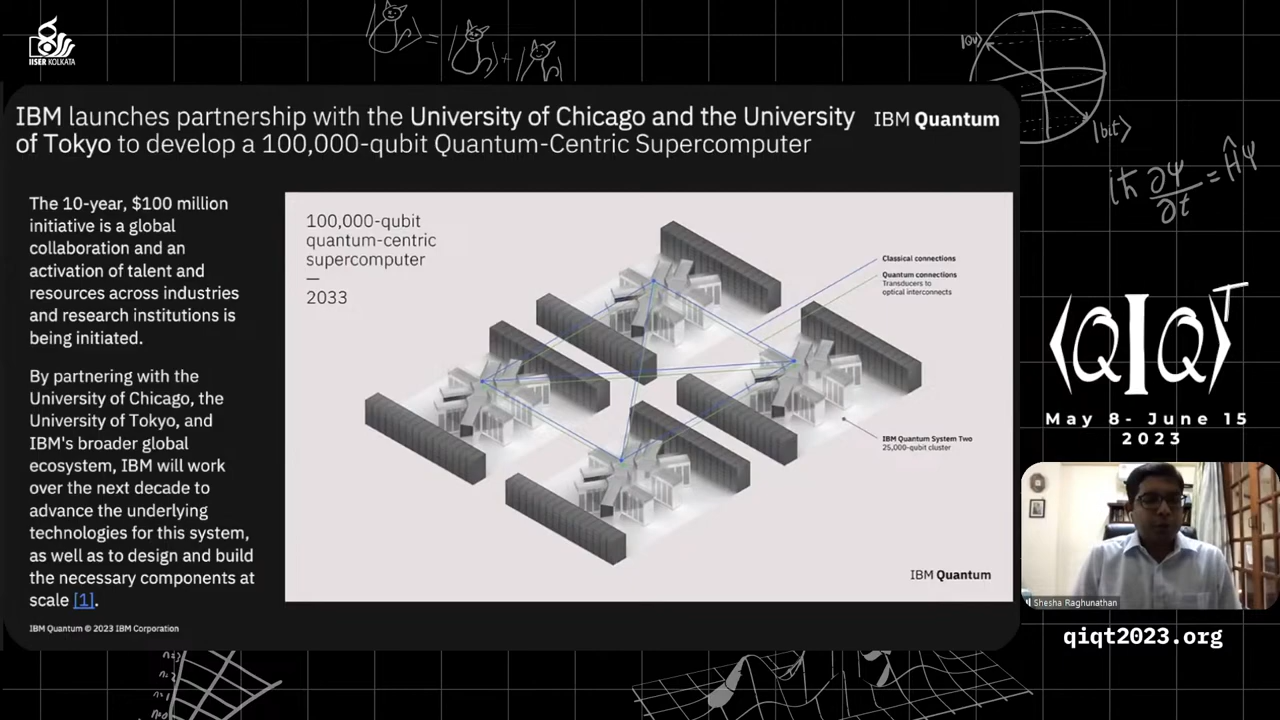 IISER KOLKATA
IBM launches partnership with the University of Chicago and the University
of Tokyo to develop a 100,000-qubit Quantum-Centric Supercomputer
IBM Quantum
The 10-year, $100 million
initiative is a global
collaboration and an
activation of talent and
resources across industries
and research institutions is
being initiated.
By partnering with the
University of Chicago, the
University of Tokyo, and
IBM's broader global
ecosystem, IBM will work
over the next decade to
advance the underlying
technologies for this system,
as well as to design and build
the necessary components at
scale [1].
IBM Quantum © 2023 IBM Corporation
100,000-qubit
quantum-centric
supercomputer
—
2033
Classical connections
Quantum connections
Transducers to
optical interconnects
IBM Quantum System Two
25,000-qubit cluster
IBM Quantum
|bit⟩
iħ ∂ψ/∂t = Ĥψ
⟨Q|Q⟩ᵀ
May 8- June 15
2023
Shesha Raghunathan
qiqt2023.org
n=2
n=1
n=0